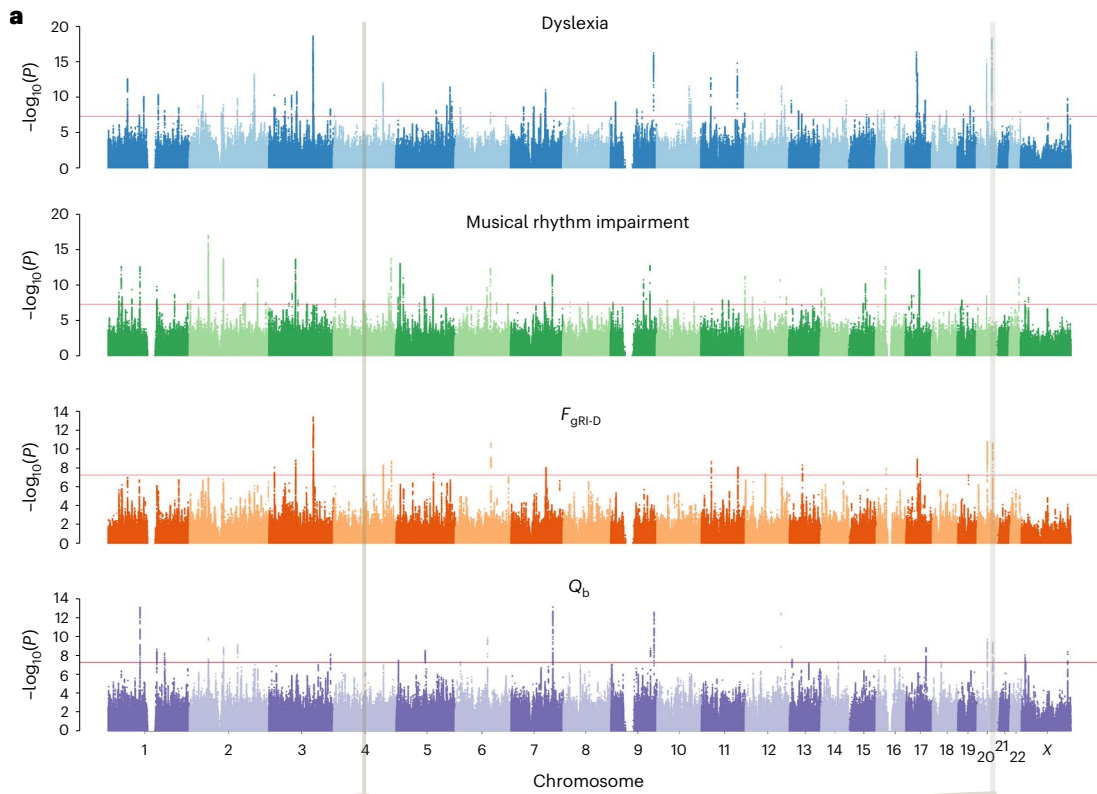 a
Dyslexia
20
15
10
5
0
−log10(P)
Musical rhythm impairment
20
15
10
5
0
−log10(P)
FgRI-D
14
12
10
8
6
4
2
0
−log10(P)
Qb
14
12
10
8
6
4
2
0
−log10(P)
1 2 3 4 5 6 7 8 9 10 11 12 13 14 15 16 17 18 19 20 21 22 X
Chromosome